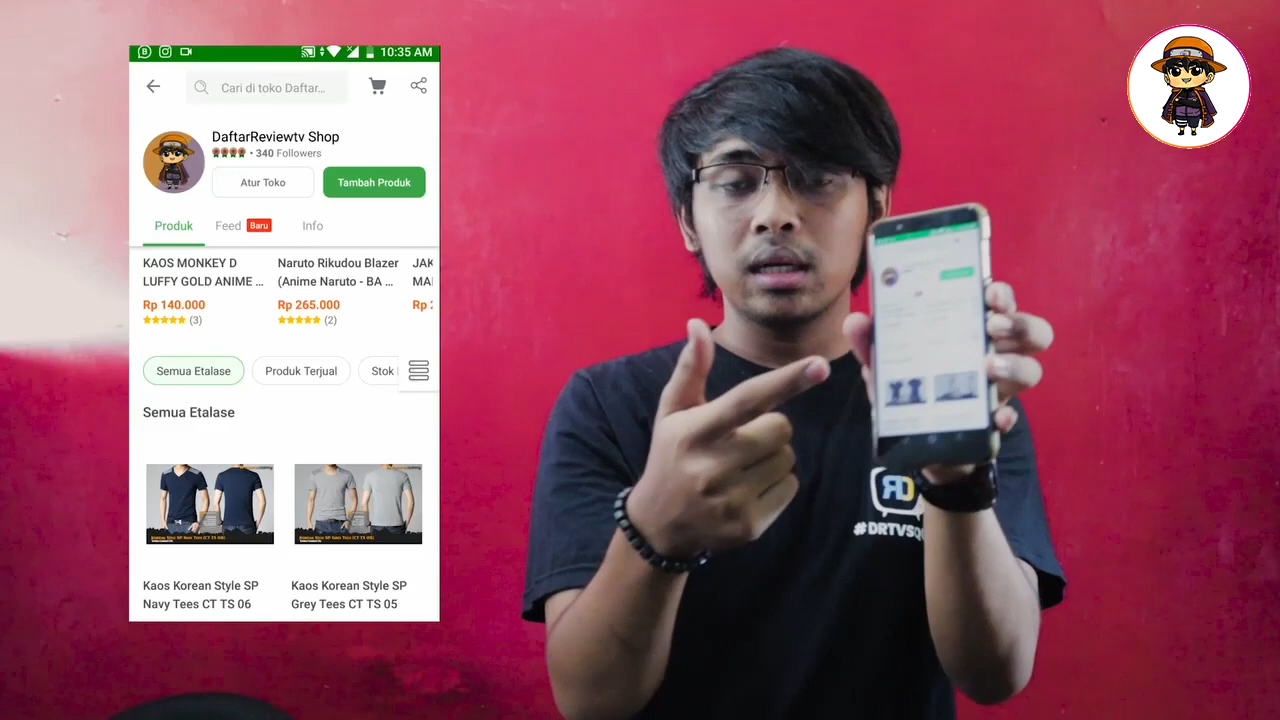 10:35 AM
Cari di toko Daftar...
DaftarReviewtv Shop
• 340 Followers
Atur Toko
Tambah Produk
Produk
Feed
Baru
Info
KAOS MONKEY D
LUFFY GOLD ANIME ...
Rp 140.000
(3)
Naruto Rikudou Blazer
(Anime Naruto - BA ...
Rp 265.000
(2)
Rp
Semua Etalase
Produk Terjual
Stok
Semua Etalase
Kaos Korean Style SP
Navy Tees CT TS 06
Kaos Korean Style SP
Grey Tees CT TS 05
#DRTVSQ